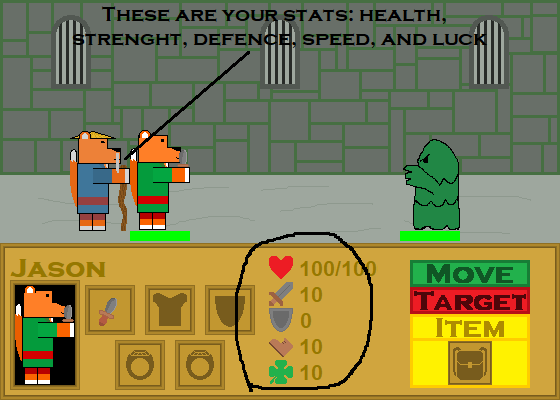 These are your stats: health,
strenght, defence, speed, and luck
Jason
100/100
10
0
10
10
Move
Target
Item